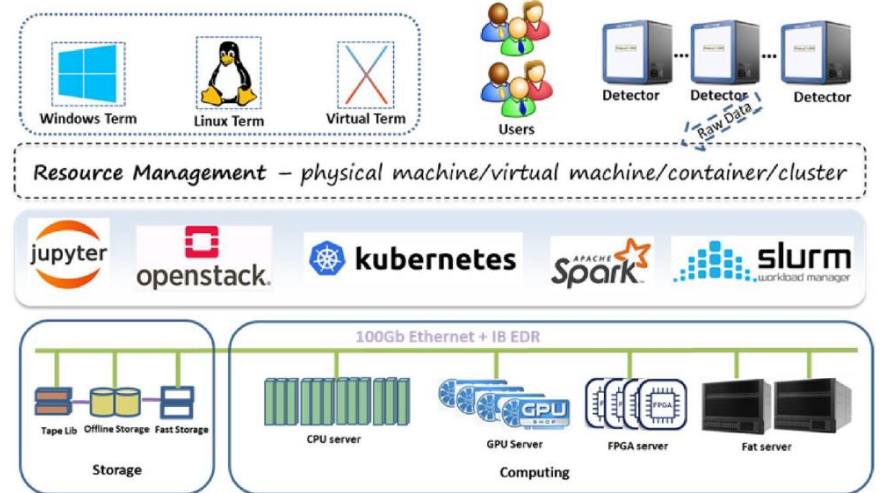 Windows Term
Linux Term
Virtual Term
Users
Detector
Detector
Detector
Raw Data
Resource Management – physical machine/virtual machine/container/cluster
jupyter
openstack.
kubernetes
APACHE
Spark
slurm
workload manager
100Gb Ethernet + IB EDR
Tape Lib
Offline Storage
Fast Storage
Storage
CPU server
GPU
SHOP
GPU Server
FPGA
FPGA server
Fat server
Computing